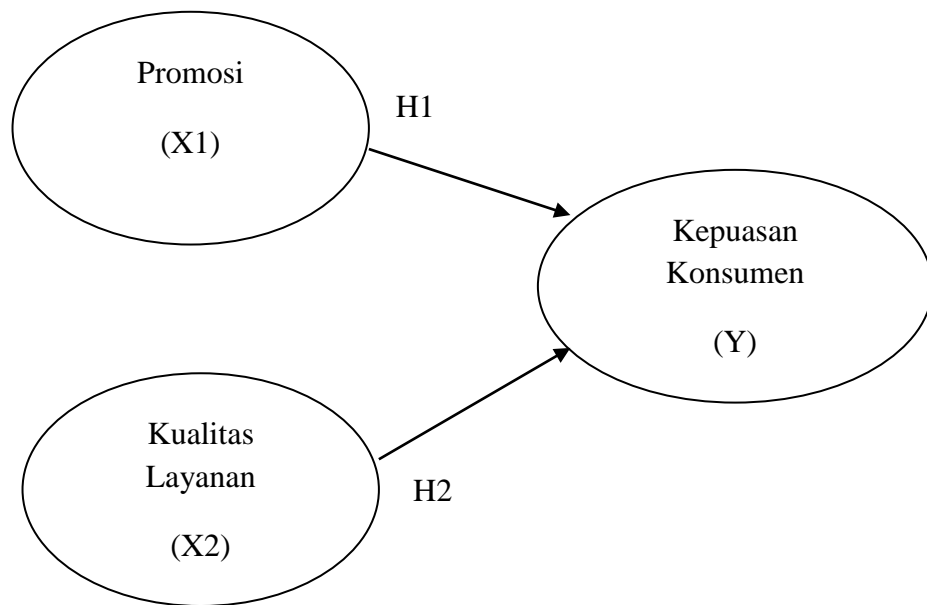 Promosi
(X1)
H1
Kepuasan
Konsumen
(Y)
Kualitas
Layanan
(X2)
H2